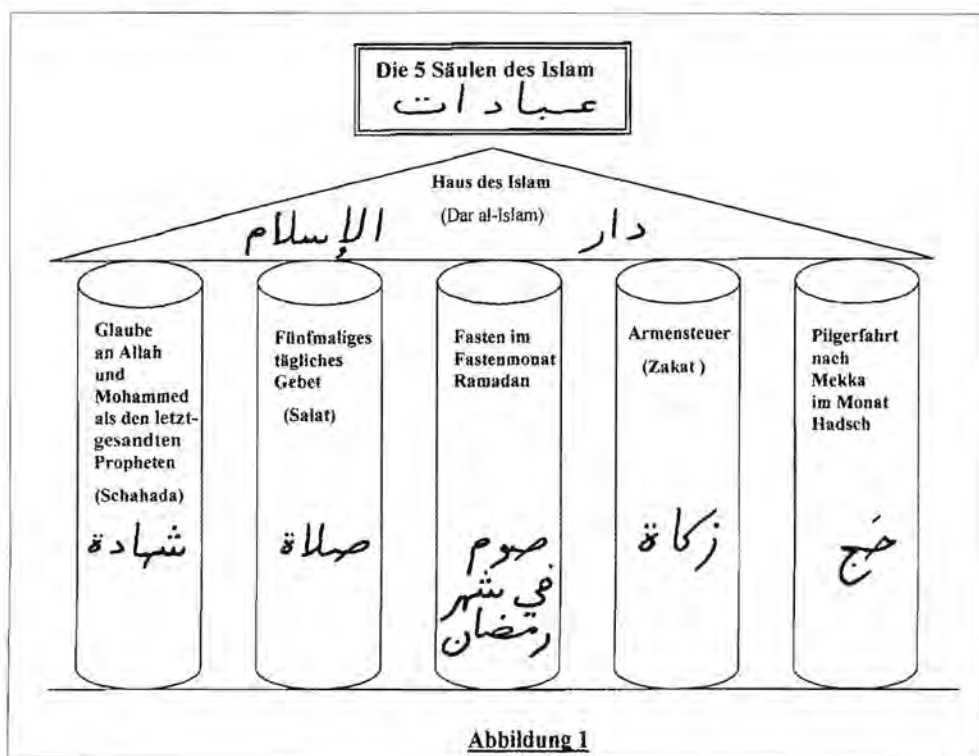 Die 5 Säulen des Islam
عبادات
Haus des Islam
(Dar al-Islam)
دار الإسلام
Glaube
an Allah
und
Mohammed
als den letzt-
gesandten
Propheten
(Schahada)
شهادة
Fünfmaliges
tägliches
Gebet
(Salat)
صلاة
Fasten im
Fastenmonat
Ramadan
صوم
في شهر
رمضان
Armensteuer
(Zakat )
زكاة
Pilgerfahrt
nach
Mekka
im Monat
Hadsch
حَج
Abbildung 1